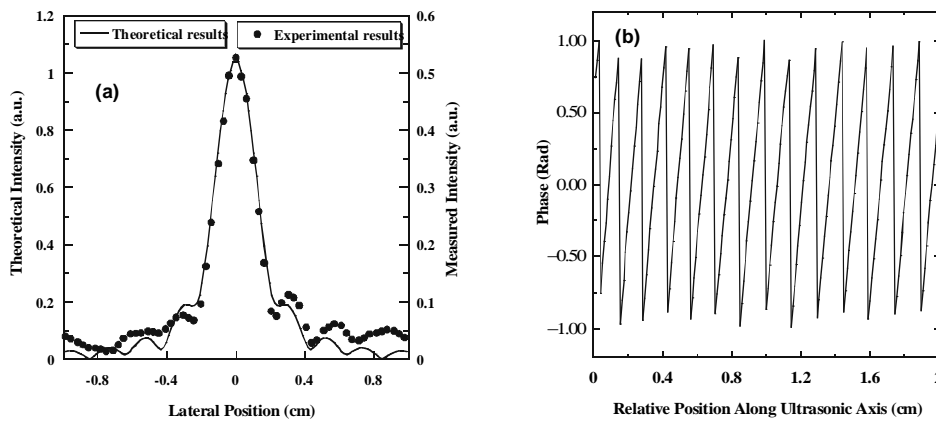 1.2
1
0.8
0.6
0.4
0.2
0
Theoretical Intensity (a.u.)
Theoretical results
Experimental results
(a)
0.6
0.5
0.4
0.3
0.2
0.1
0.0
Measured Intensity (a.u.)
-0.8 -0.4 0 0.4 0.8
Lateral Position (cm)
(b)
1.00
0.50
0.00
−0.50
−1.00
Phase (Rad)
0 0.4 0.8 1.2 1.6 2
Relative Position Along Ultrasonic Axis (cm)